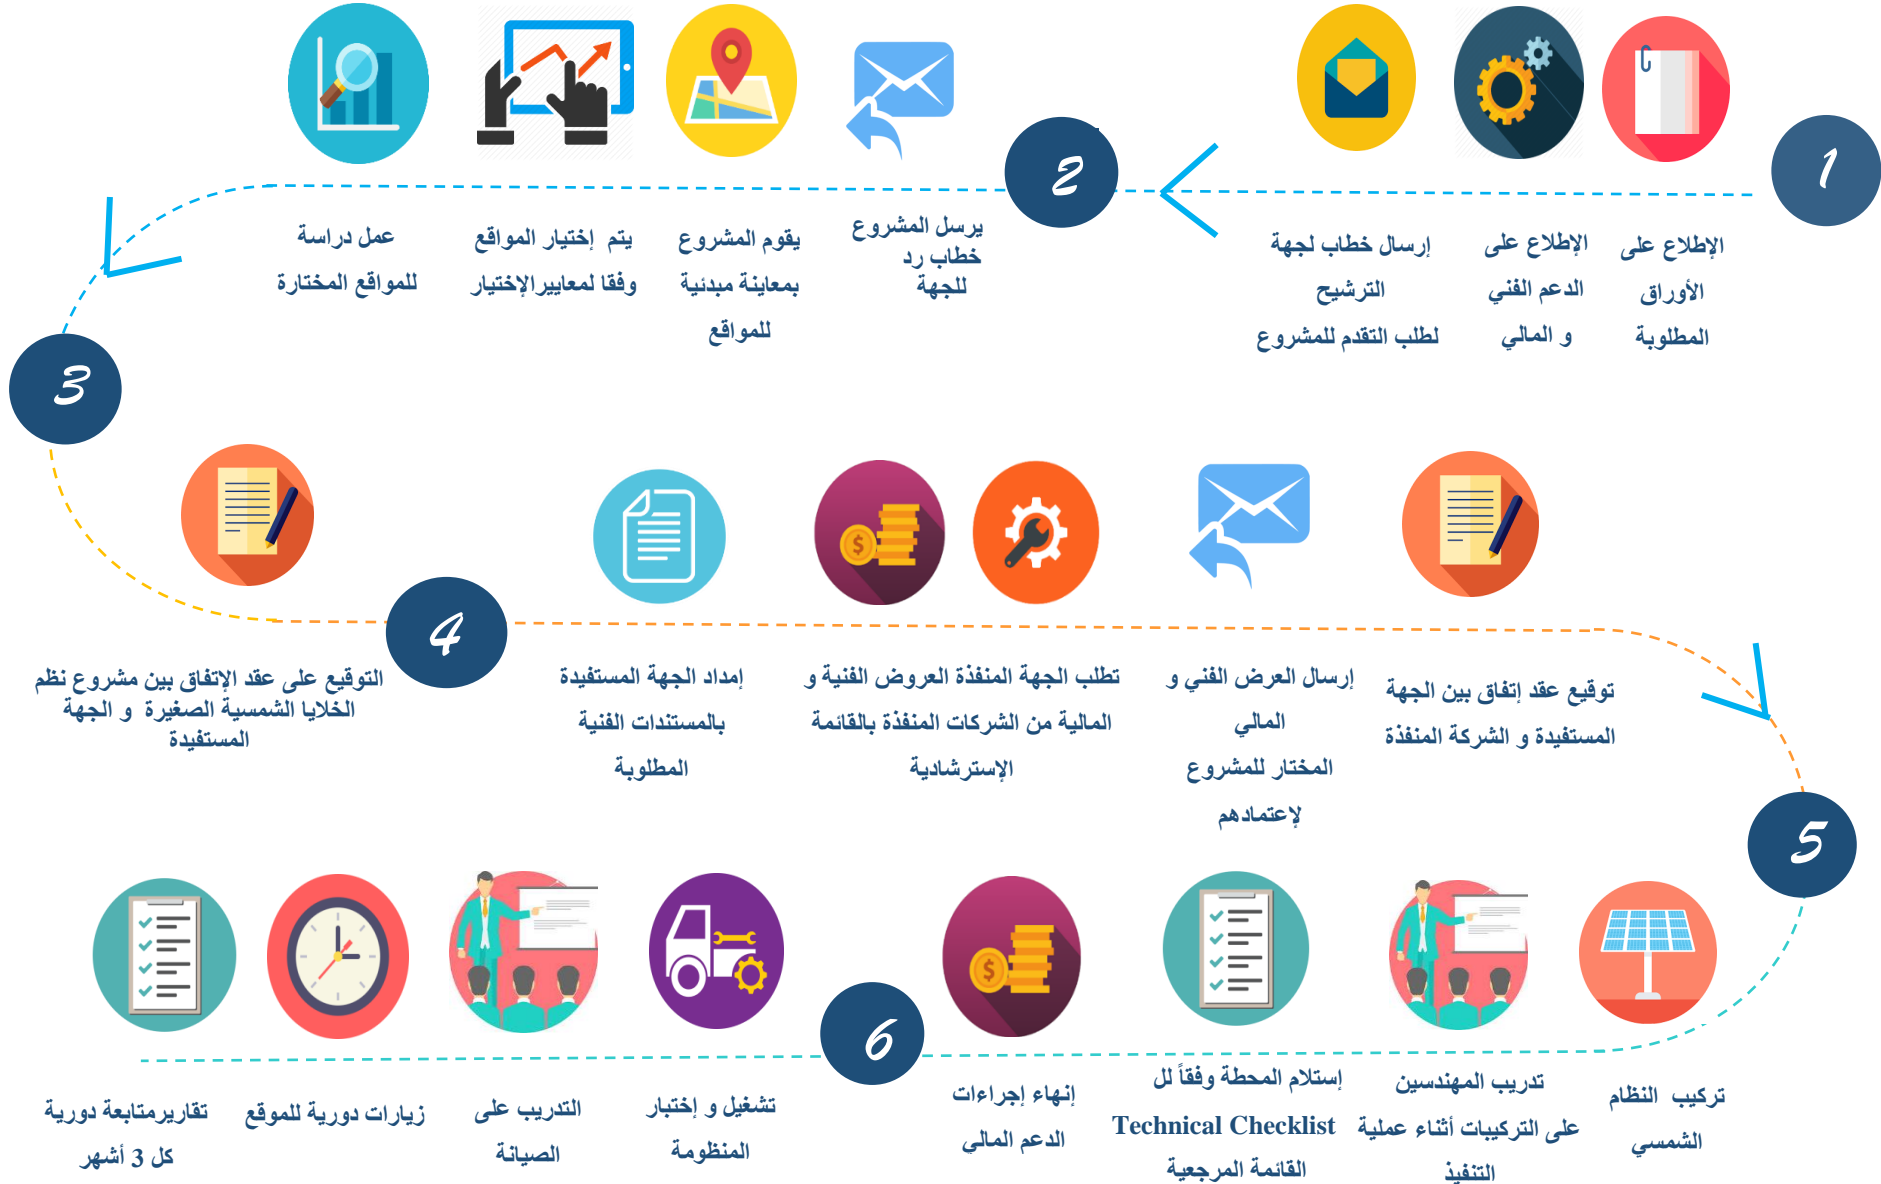 1
الإطلاع على
الأوراق
المطلوبة
الإطلاع على
الدعم الفني
و المالي
إرسال خطاب لجهة
الترشيح
لطلب التقدم للمشروع
2
يرسل المشروع
خطاب رد
للجهة
يقوم المشروع
بمعاينة مبدئية
للمواقع
يتم إختيار المواقع
وفقا لمعاييرالإختيار
عمل دراسة
للمواقع المختارة
3
التوقيع على عقد الإتفاق بين مشروع نظم
الخلايا الشمسية الصغيرة و الجهة
المستفيدة
4
إمداد الجهة المستفيدة
بالمستندات الفنية
المطلوبة
تطلب الجهة المنفذة العروض الفنية و
المالية من الشركات المنفذة بالقائمة
الإسترشادية
إرسال العرض الفني و
المالي
المختار للمشروع
لإعتمادهم
توقيع عقد إتفاق بين الجهة
المستفيدة و الشركة المنفذة
5
تركيب النظام
الشمسي
تدريب المهندسين
على التركيبات أثناء عملية
التنفيذ
إستلام المحطة وفقاً لل
Technical Checklist
القائمة المرجعية
إنهاء إجراءات
الدعم المالي
6
تشغيل و إختبار
المنظومة
التدريب على
الصيانة
زيارات دورية للموقع
تقاريرمتابعة دورية
كل 3 أشهر